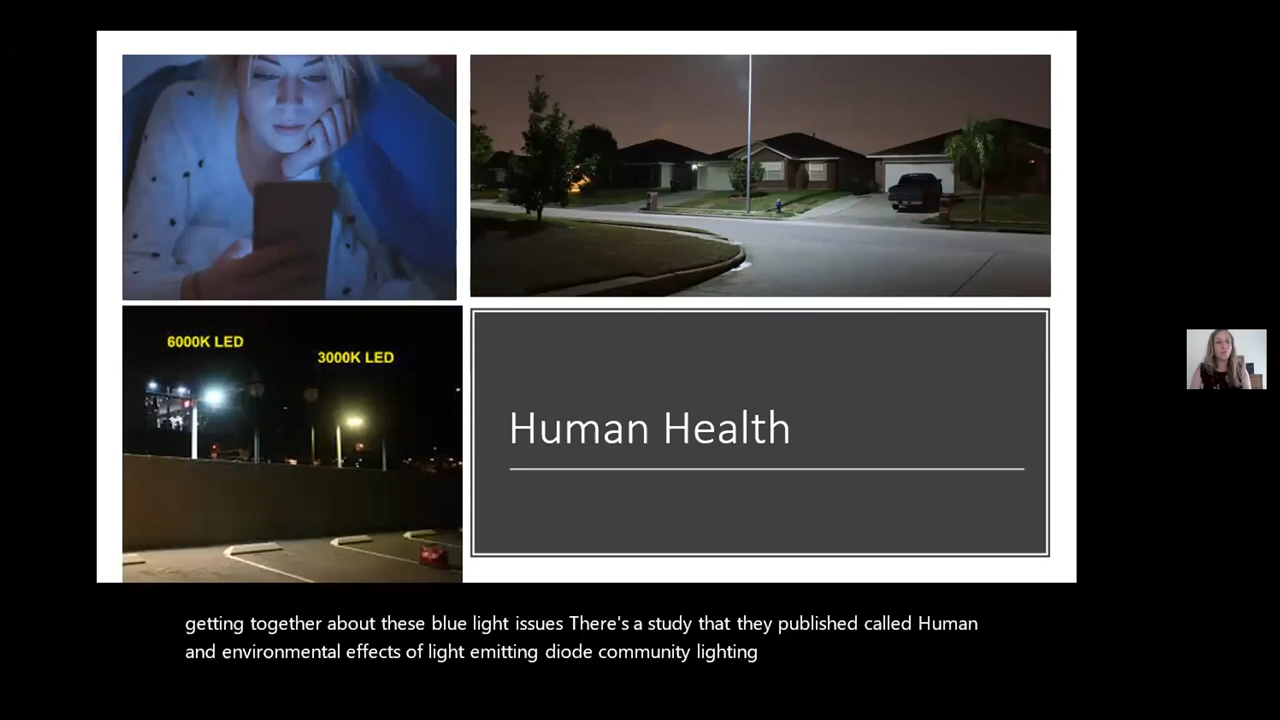 6000K LED
3000K LED
Human Health
getting together about these blue light issues There's a study that they published called Human
and environmental effects of light emitting diode community lighting